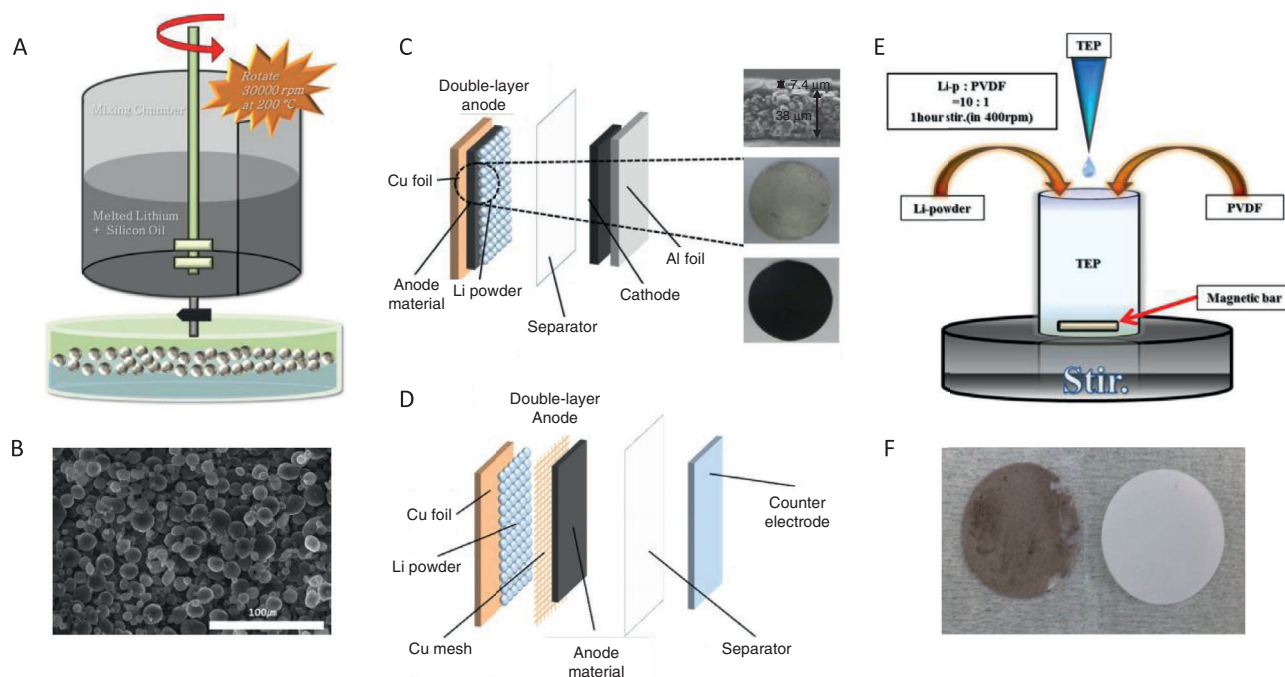 A
Rotate
30000 rpm
at 200 °C
Mixing Chamber
Melted Lithium
+ Silicon Oil
B
100㎛
C
Double-layer
anode
Cu foil
Anode
material
Li powder
Separator
Cathode
Al foil
7.4 μm
38 μm
D
Double-layer
Anode
Cu foil
Li powder
Cu mesh
Anode
material
Separator
Counter
electrode
E
TEP
Li-p : PVDF
=10 : 1
1hour stir.(in 400rpm)
Li-powder
PVDF
TEP
Magnetic bar
Stir.
F